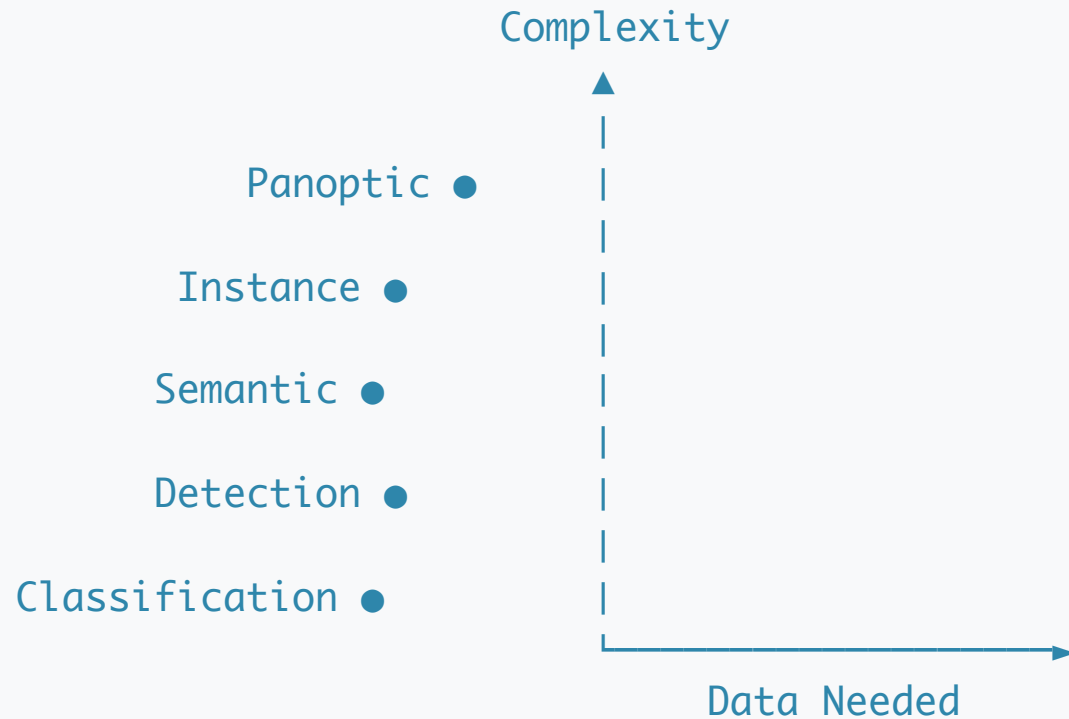 Complexity
Panoptic ●
Instance ●
Semantic ●
Detection ●
Classification ●
Data Needed